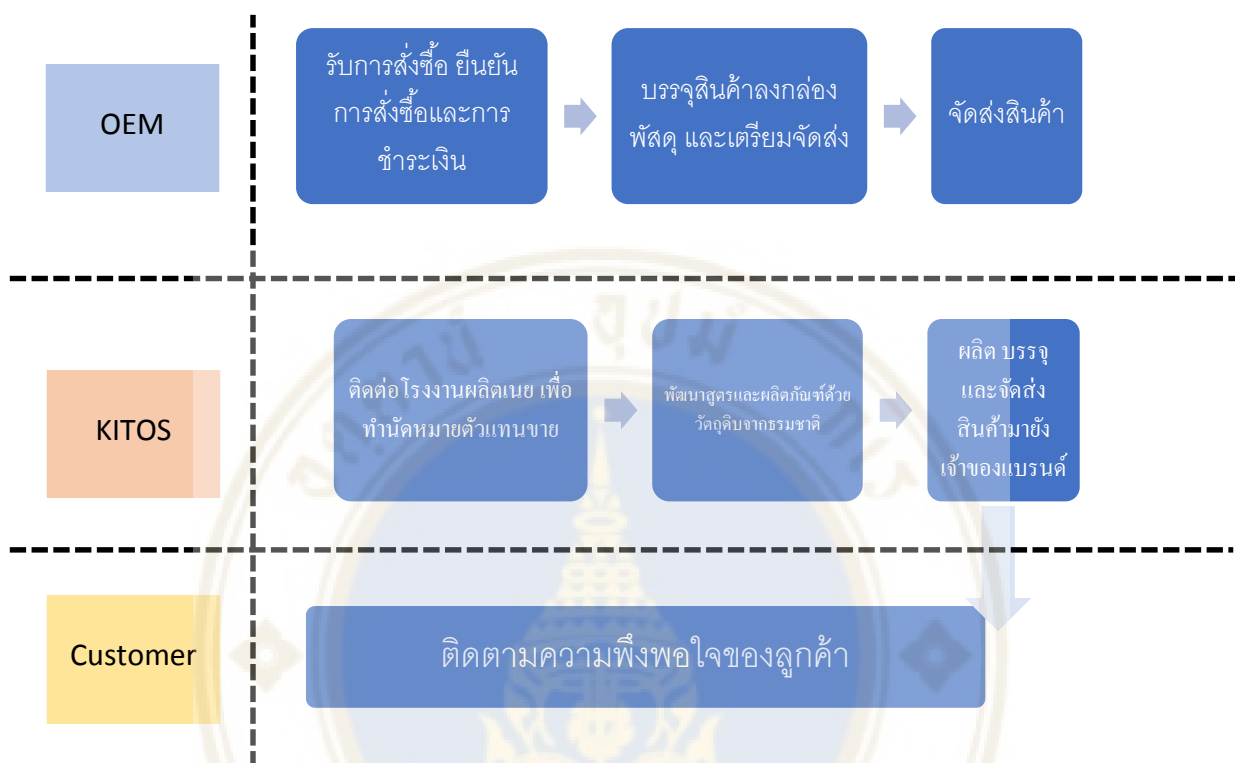 OEM
รับการสั่งซื้อ ยืนยัน
การสั่งซื้อและการ
ชำระเงิน
บรรจุสินค้าลงกล่อง
พัสดุ และเตรียมจัดส่ง
จัดส่งสินค้า
KITOS
ติดต่อโรงงานผลิตเนย เพื่อ
ทำนัดหมายตัวแทนขาย
พัฒนาสูตรและผลิตภัณฑ์ด้วย
วัตถุดิบจากธรรมชาติ
ผลิต บรรจุ
และจัดส่ง
สินค้ามายัง
เจ้าของแบรนด์
Customer
ติดตามความพึงพอใจของลูกค้า